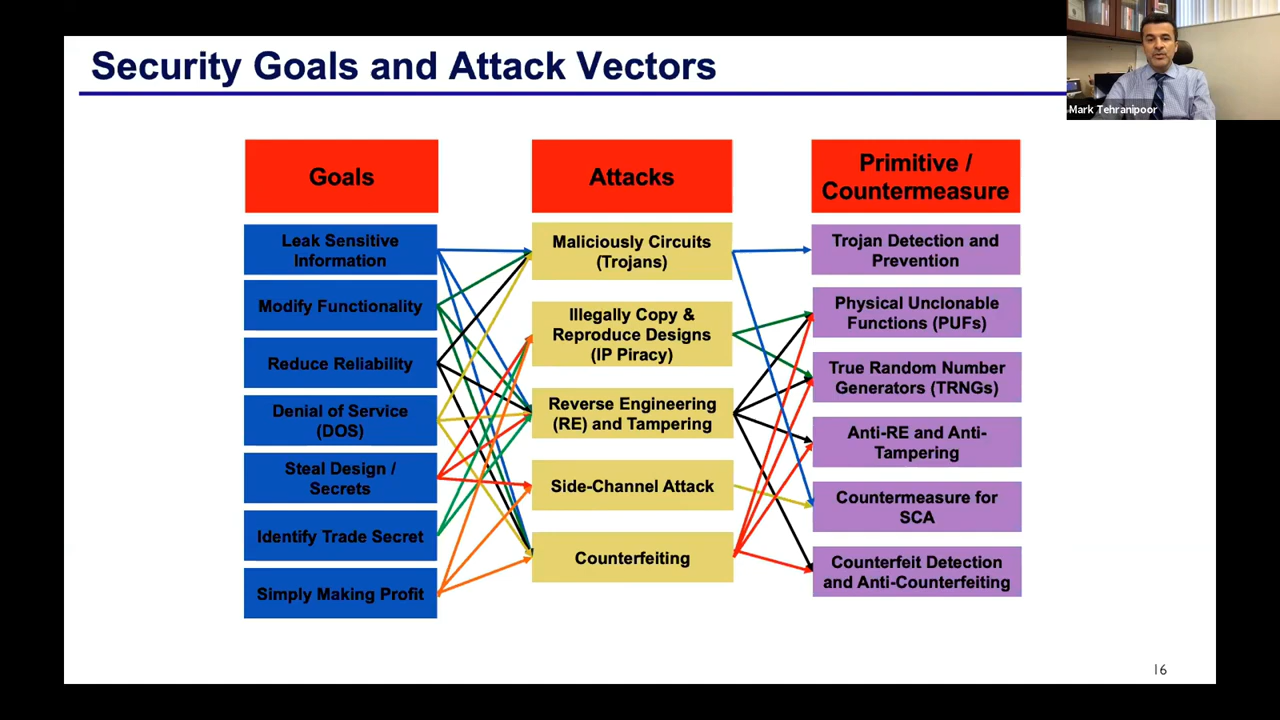 Security Goals and Attack Vectors
Mark Tehranipoor
Goals
Leak Sensitive
Information
Modify Functionality
Reduce Reliability
Denial of Service
(DOS)
Steal Design /
Secrets
Identify Trade Secret
Simply Making Profit
Attacks
Maliciously Circuits
(Trojans)
Illegally Copy &
Reproduce Designs
(IP Piracy)
Reverse Engineering
(RE) and Tampering
Side-Channel Attack
Counterfeiting
Primitive /
Countermeasure
Trojan Detection and
Prevention
Physical Unclonable
Functions (PUFs)
True Random Number
Generators (TRNGs)
Anti-RE and Anti-
Tampering
Countermeasure for
SCA
Counterfeit Detection
and Anti-Counterfeiting
16